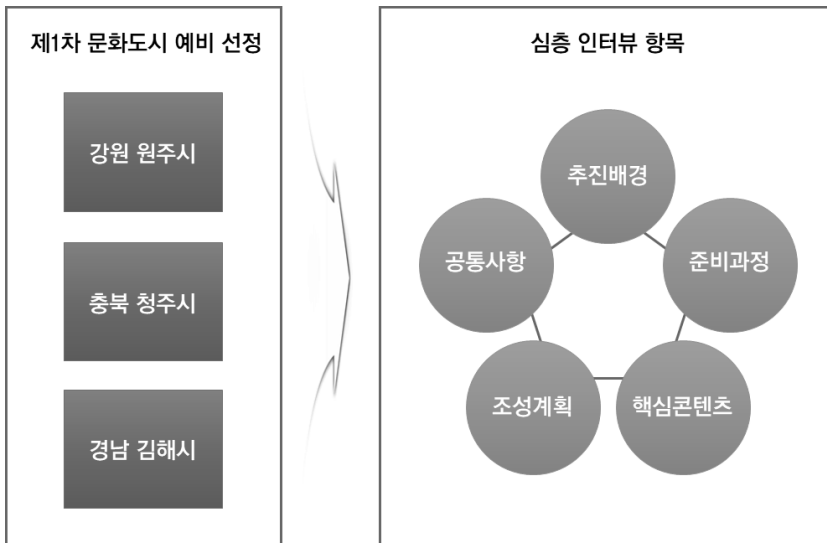 제1차 문화도시 예비 선정
강원 원주시
충북 청주시
경남 김해시
심층 인터뷰 항목
추진배경
준비과정
핵심콘텐츠
조성계획
공통사항